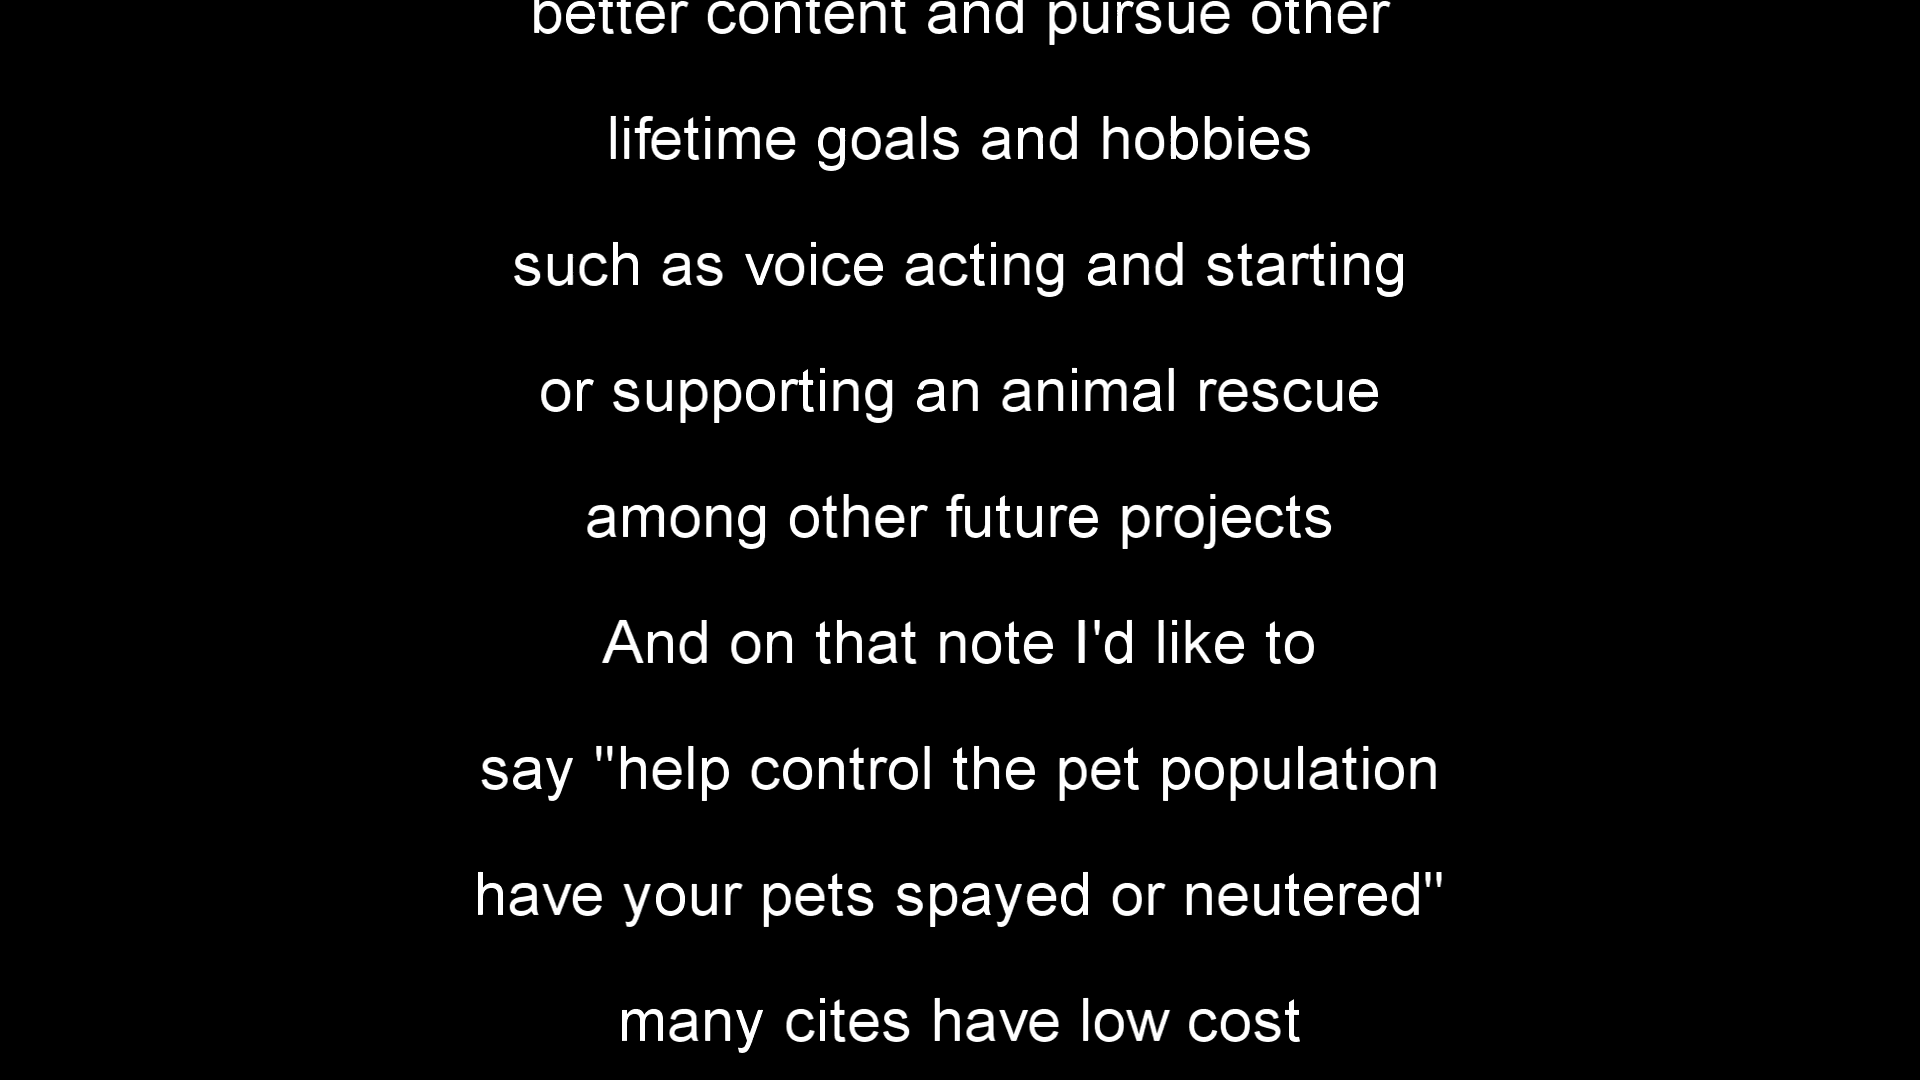 better content and pursue other
lifetime goals and hobbies
such as voice acting and starting
or supporting an animal rescue
among other future projects
And on that note I'd like to
say "help control the pet population
have your pets spayed or neutered"
many cites have low cost